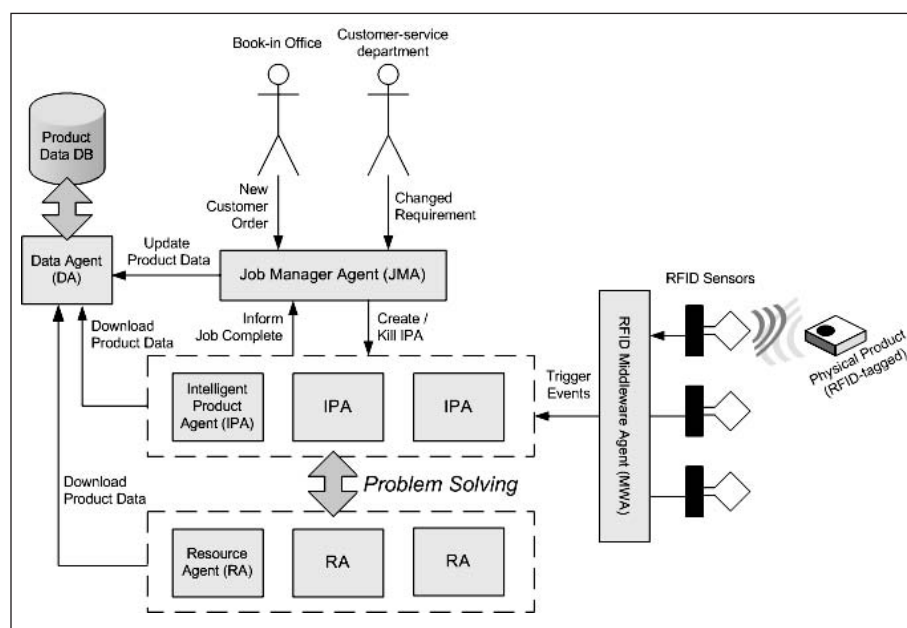 Book-in Office
Customer-service
department
Product
Data DB
New
Customer
Order
Changed
Requirement
Update
Product Data
Data Agent
(DA)
Job Manager Agent (JMA)
RFID Sensors
Download
Product Data
Inform
Job Complete
Create /
Kill IPA
Physical Product
(RFID-tagged)
Trigger
Events
RFID Middleware Agent (MWA)
Intelligent
Product
Agent (IPA)
IPA
IPA
Problem Solving
Download
Product Data
Resource
Agent (RA)
RA
RA